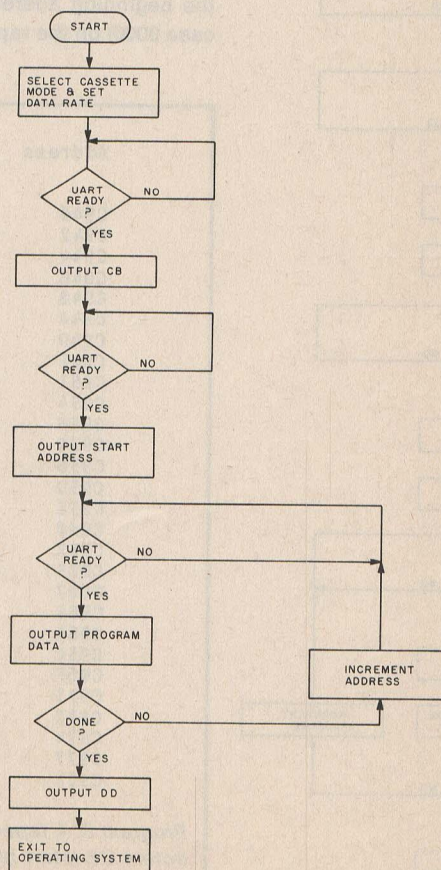 START
SELECT CASSETTE
MODE & SET
DATA RATE
UART
READY
?
NO
YES
OUTPUT CB
UART
READY
?
NO
YES
OUTPUT START
ADDRESS
UART
READY
?
NO
YES
OUTPUT PROGRAM
DATA
INCREMENT
ADDRESS
DONE
?
NO
YES
OUTPUT DD
EXIT TO
OPERATING SYSTEM